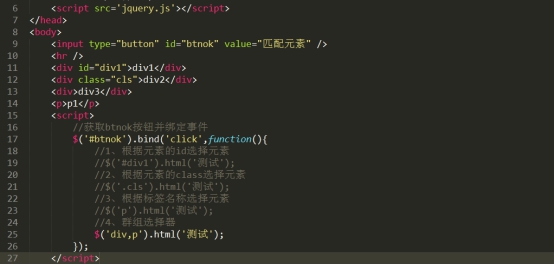 6 <script src='jquery.js'></script>
7 </head>
8 <body>
9 <input type="button" id="btnok" value="匹配元素" />
10 <hr />
11 <div id="div1">div1</div>
12 <div class="cls">div2</div>
13 <div>div3</div>
14 <p>p1</p>
15 <script>
16 //获取btnok按钮并绑定事件
17 $('#btnok').bind('click',function(){
18 //1、根据元素的id选择元素
19 //$('#div1').html('测试');
20 //2、根据元素的class选择元素
21 //$('.cls').html('测试');
22 //3、根据标签名称选择元素
23 //$('p').html('测试');
24 //4、群组选择器
25 $('div,p').html('测试');
26 });
27 </script>